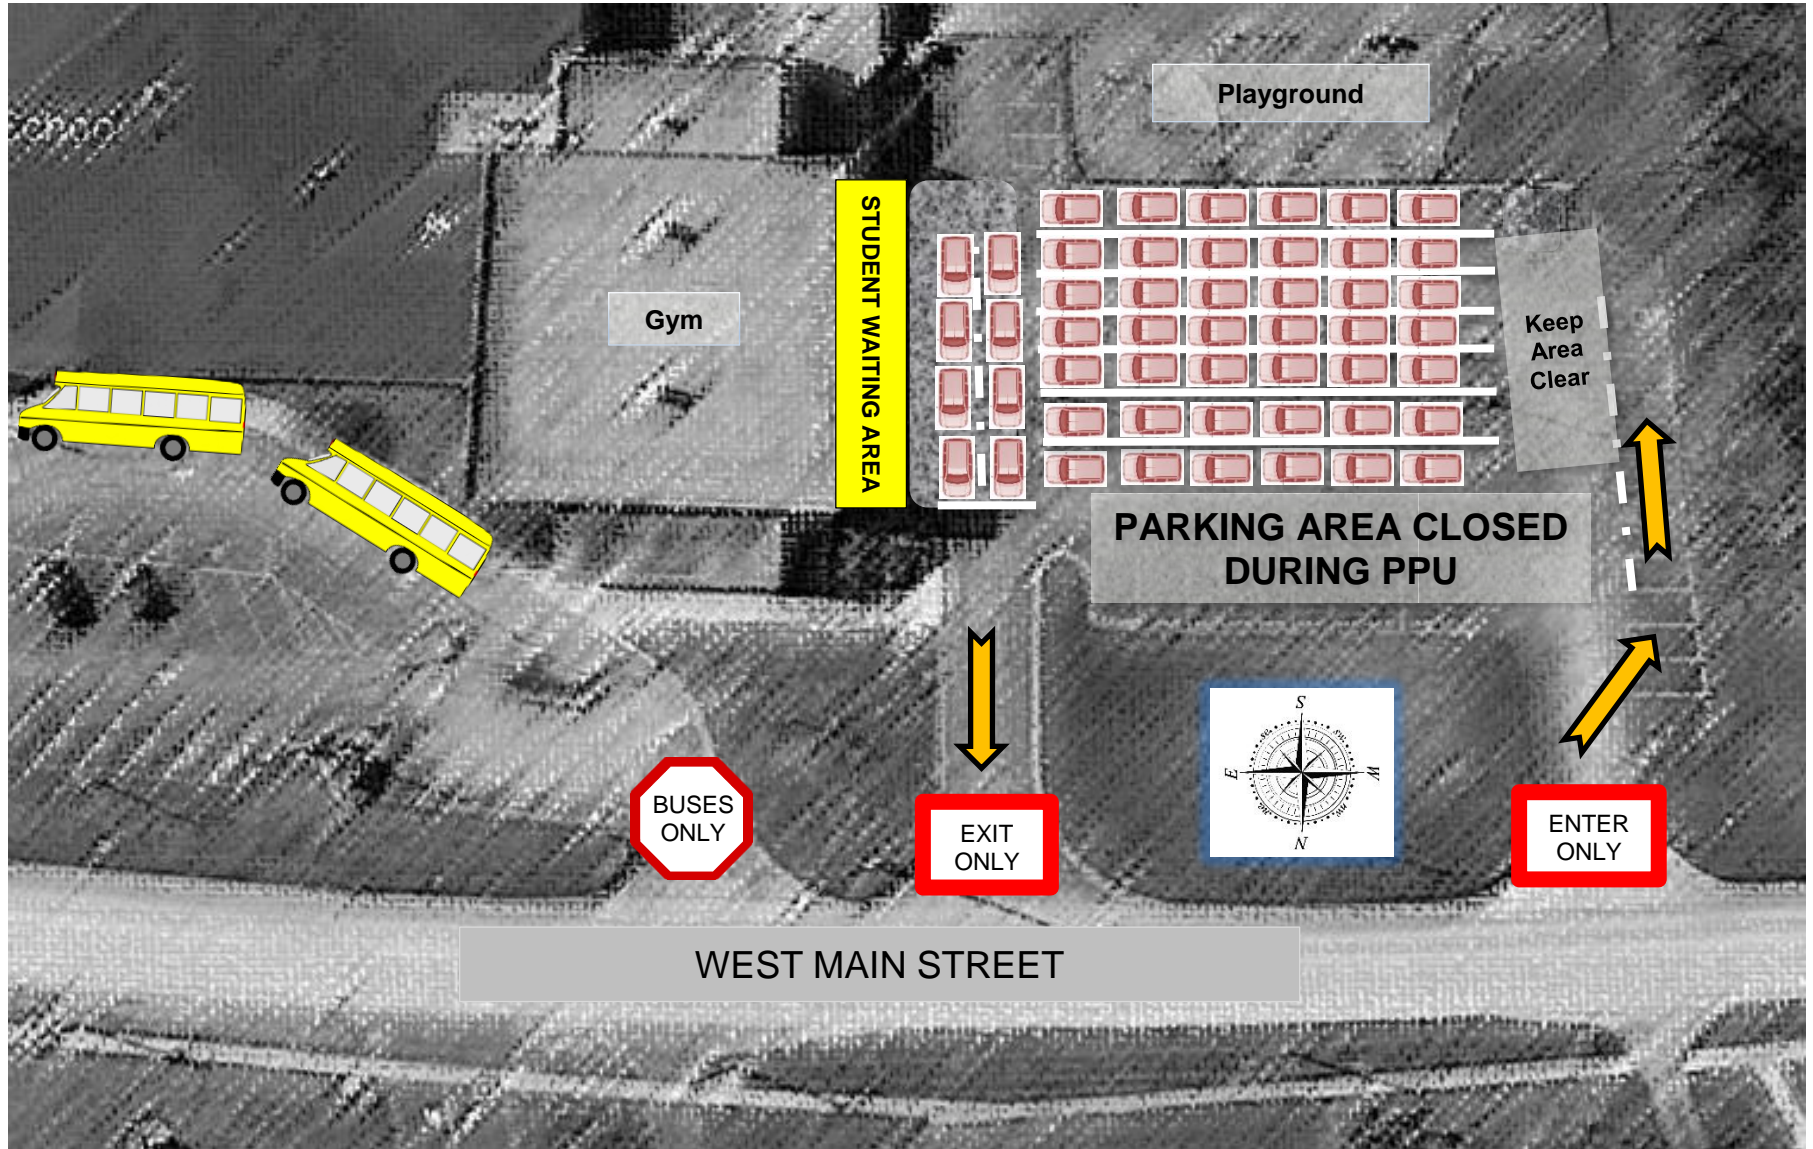 Playground
STUDENT WAITING AREA
Gym
Keep
Area
Clear
PARKING AREA CLOSED
DURING PPU
S
E
W
N
BUSES
ONLY
EXIT
ONLY
ENTER
ONLY
WEST MAIN STREET